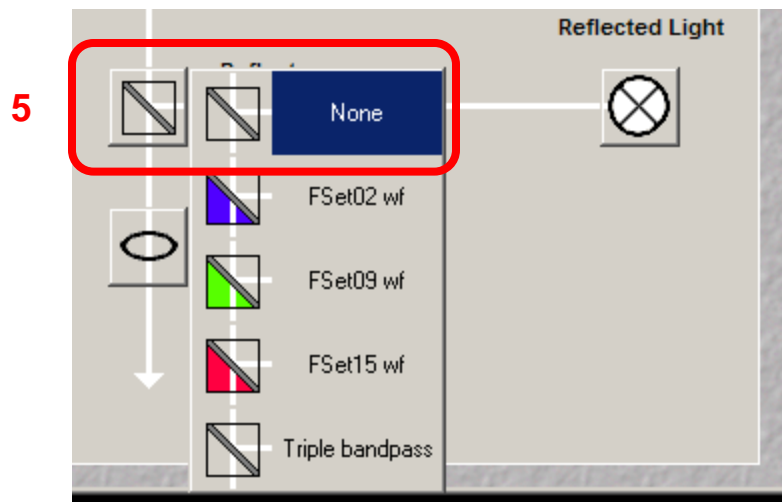 Reflected Light
5
None
FSet02 wf
FSet09 wf
FSet15 wf
Triple bandpass